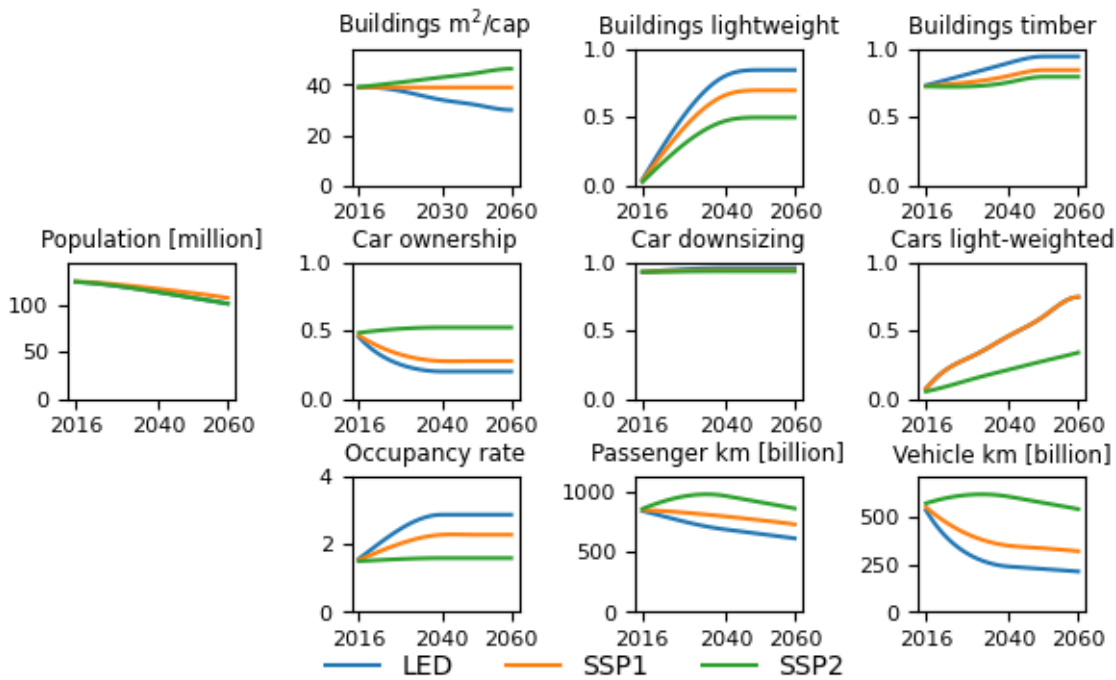 Buildings m²/cap
Buildings lightweight
Buildings timber
40
20
0
2016 2030 2060
1.0
0.5
0.0
2016 2040 2060
1.0
0.5
0.0
2016 2040 2060
Population [million]
Car ownership
Car downsizing
Cars light-weighted
100
50
0
2016 2040 2060
1.0
0.5
0.0
2016 2040 2060
1.0
0.5
0.0
2016 2040 2060
1.0
0.5
0.0
2016 2040 2060
Occupancy rate
Passenger km [billion]
Vehicle km [billion]
4
2
0
2016 2040 2060
1000
500
0
2016 2040 2060
500
250
0
2016 2040 2060
LED SSP1 SSP2